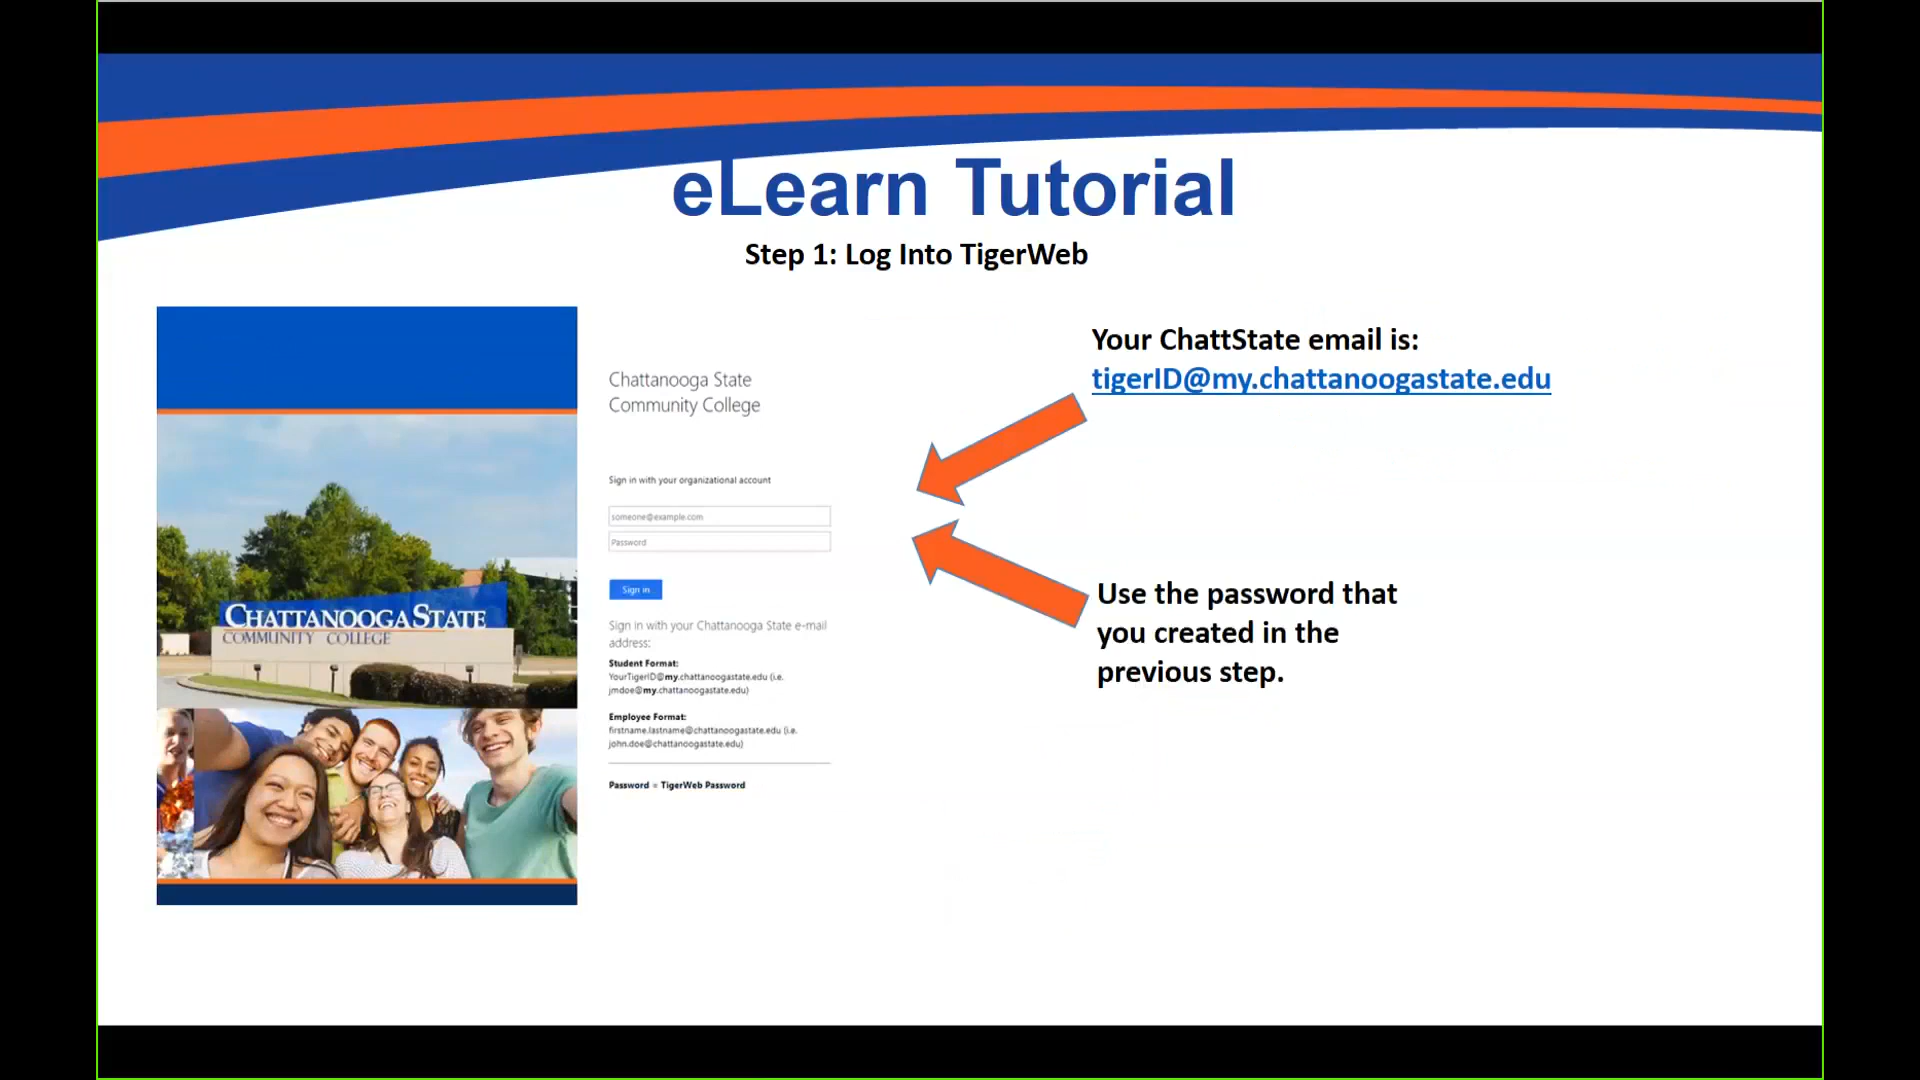 eLearn Tutorial
Step 1: Log Into TigerWeb
CHATTANOOGA STATE
COMMUNITY COLLEGE
Chattanooga State
Community College
Sign in with your organizational account
someone@example.com
Password
Sign in
Sign in with your Chattanooga State e-mail
address:
Student Format:
YourTigerID@my.chattanoogastate.edu (i.e.
jmdoe@my.chattanoogastate.edu)
Employee Format:
firstname.lastname@chattanoogastate.edu (i.e.
john.doe@chattanoogastate.edu)
Password = TigerWeb Password
Your ChattState email is:
tigerID@my.chattanoogastate.edu
Use the password that
you created in the
previous step.